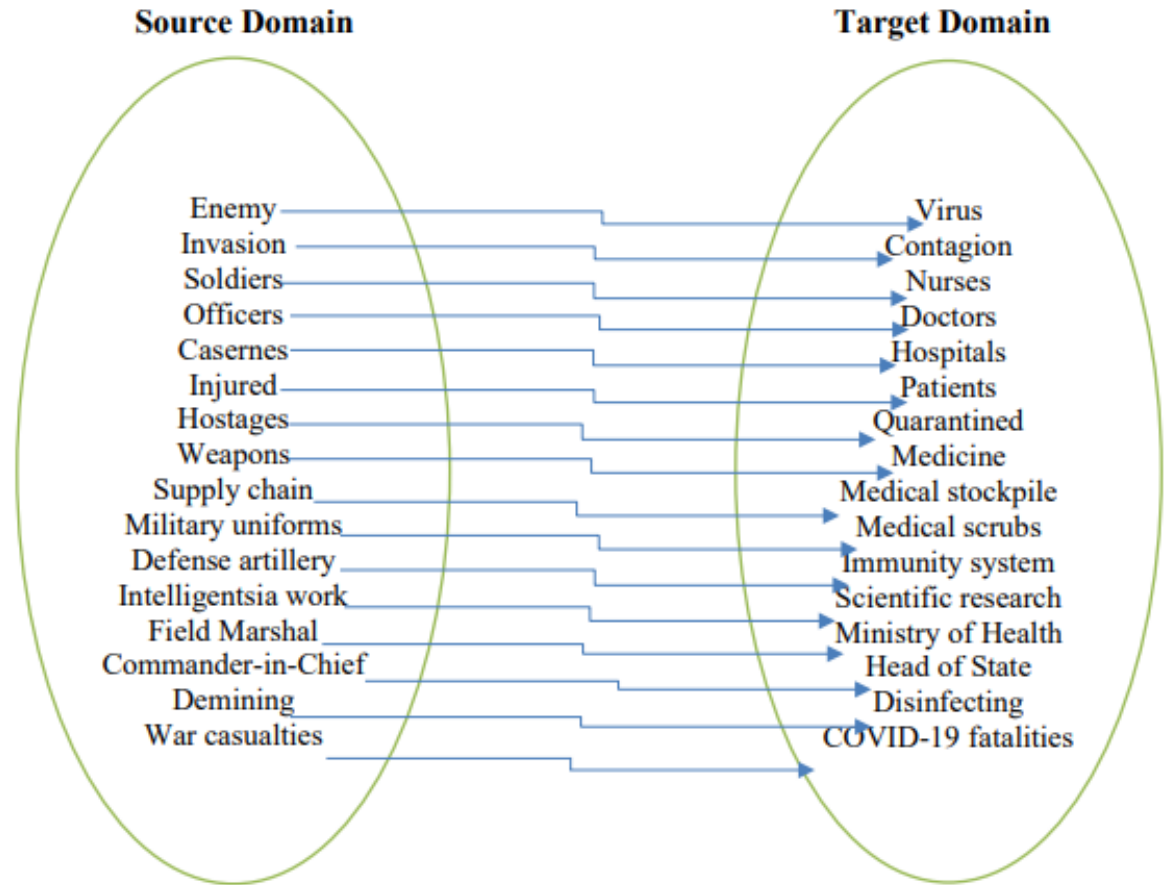 Source Domain
Target Domain
Enemy
Virus
Invasion
Contagion
Soldiers
Nurses
Officers
Doctors
Casernes
Hospitals
Injured
Patients
Hostages
Quarantined
Weapons
Medicine
Supply chain
Medical stockpile
Military uniforms
Medical scrubs
Defense artillery
Immunity system
Intelligentsia work
Scientific research
Field Marshal
Ministry of Health
Commander-in-Chief
Head of State
Demining
Disinfecting
War casualties
COVID-19 fatalities